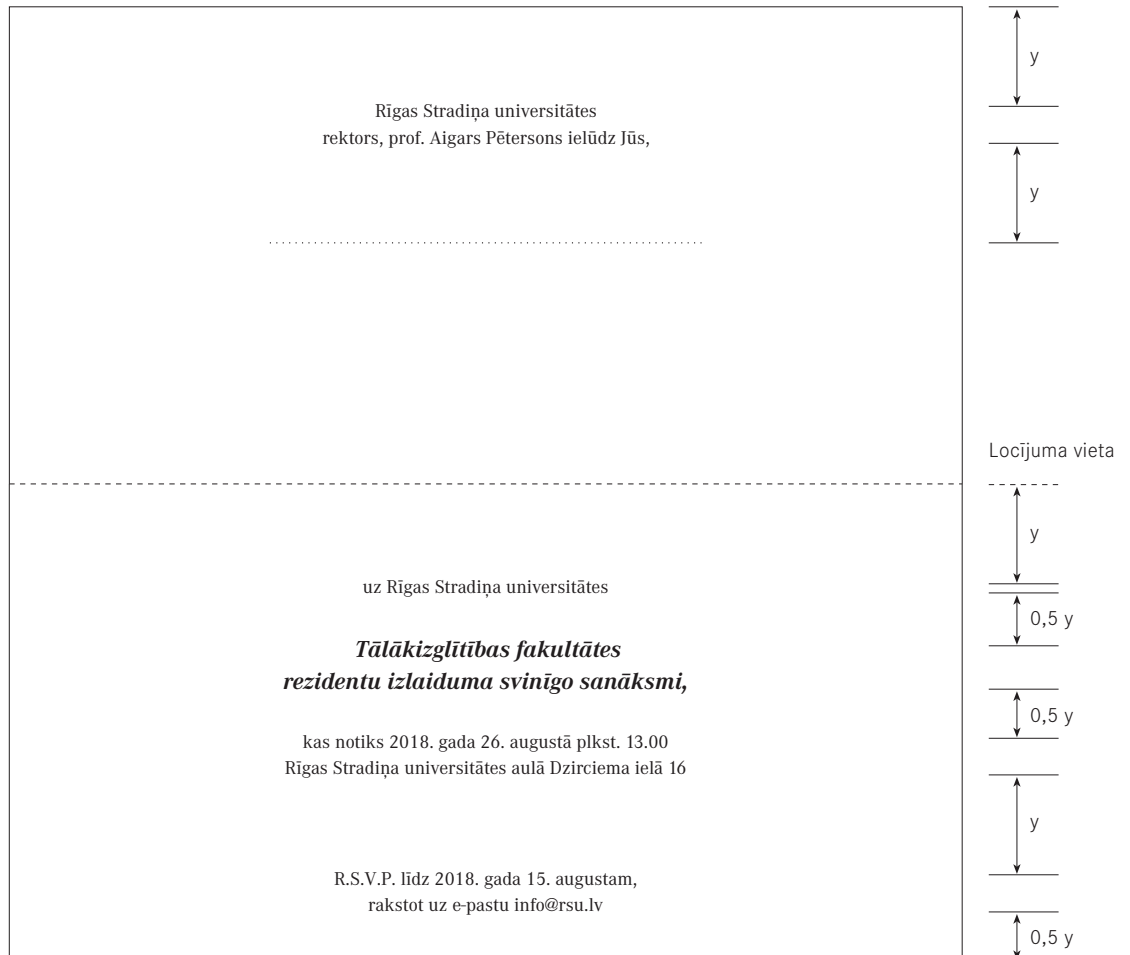 y
Rīgas Stradiņa universitātes
rektors, prof. Aigars Pētersons ielūdz Jūs,
y
Locījuma vieta
y
uz Rīgas Stradiņa universitātes
0,5 y
Tālākizglītības fakultātes
rezidentu izlaiduma svinīgo sanāksmi,
0,5 y
kas notiks 2018. gada 26. augustā plkst. 13.00
Rīgas Stradiņa universitātes aulā Dzirciema ielā 16
y
R.S.V.P. līdz 2018. gada 15. augustam,
rakstot uz e-pastu info@rsu.lv
0,5 y